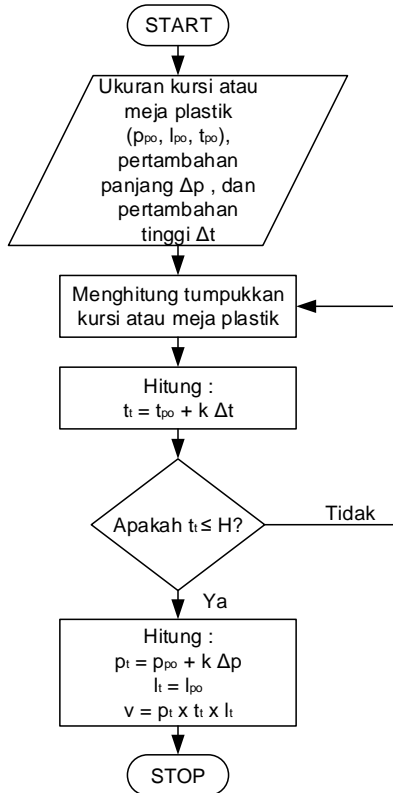 START
Ukuran kursi atau
meja plastik
(pₚₒ, lₚₒ, tₚₒ),
pertambahan
panjang Δp , dan
pertambahan
tinggi Δt
Menghitung tumpukkan
kursi atau meja plastik
Hitung :
tₜ = tₚₒ + k Δt
Apakah tₜ ≤ H?
Tidak
Ya
Hitung :
pₜ = pₚₒ + k Δp
lₜ = lₚₒ
v = pₜ x tₜ x lₜ
STOP